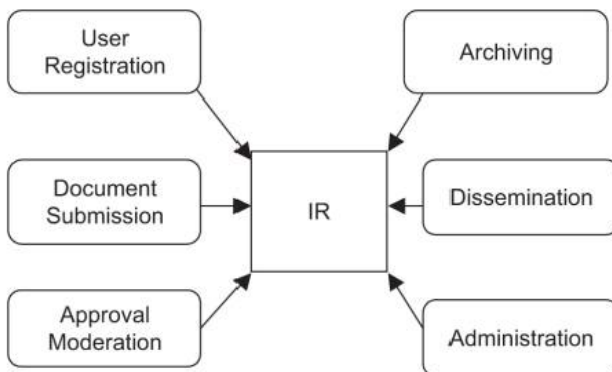 User
Registration
Archiving
Document
Submission
IR
Dissemination
Approval
Moderation
Administration